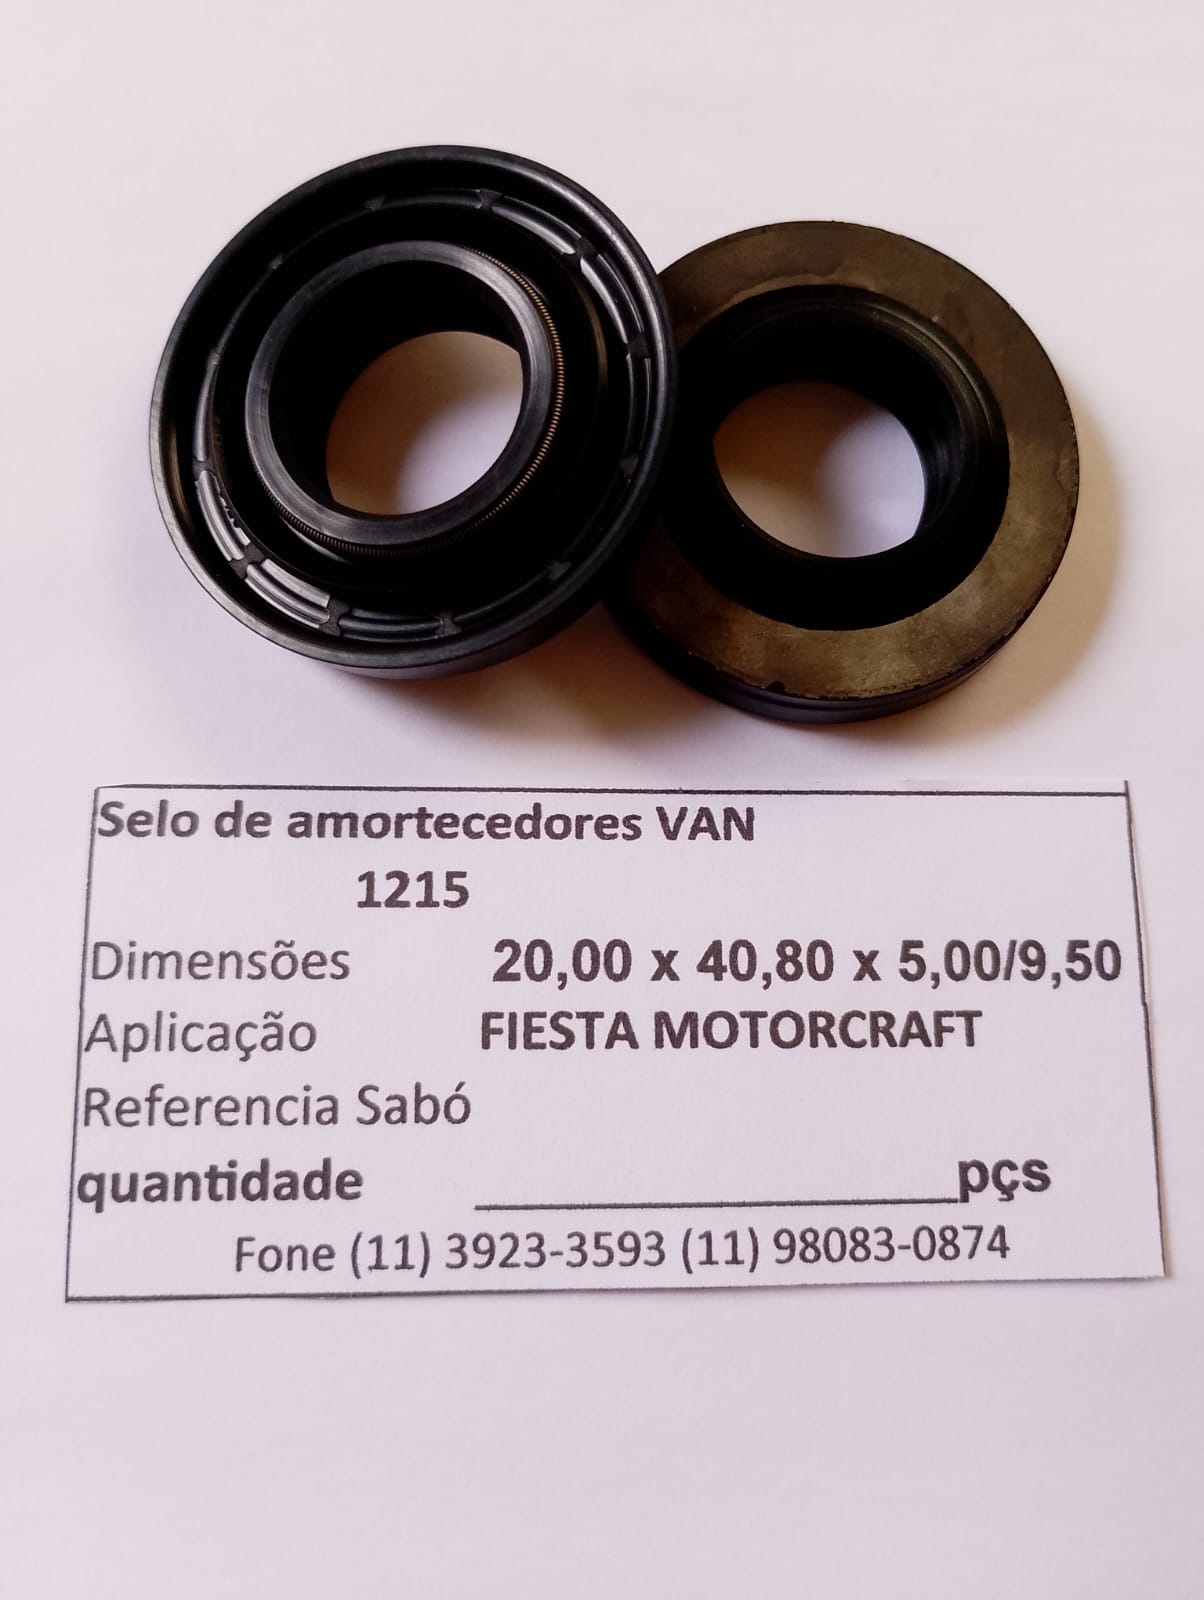 Selo de amortecedores VAN
1215
Dimensões 20,00 x 40,80 x 5,00/9,50
Aplicação FIESTA MOTORCRAFT
Referencia Sabó
quantidade ____________________pçs
Fone (11) 3923-3593 (11) 98083-0874